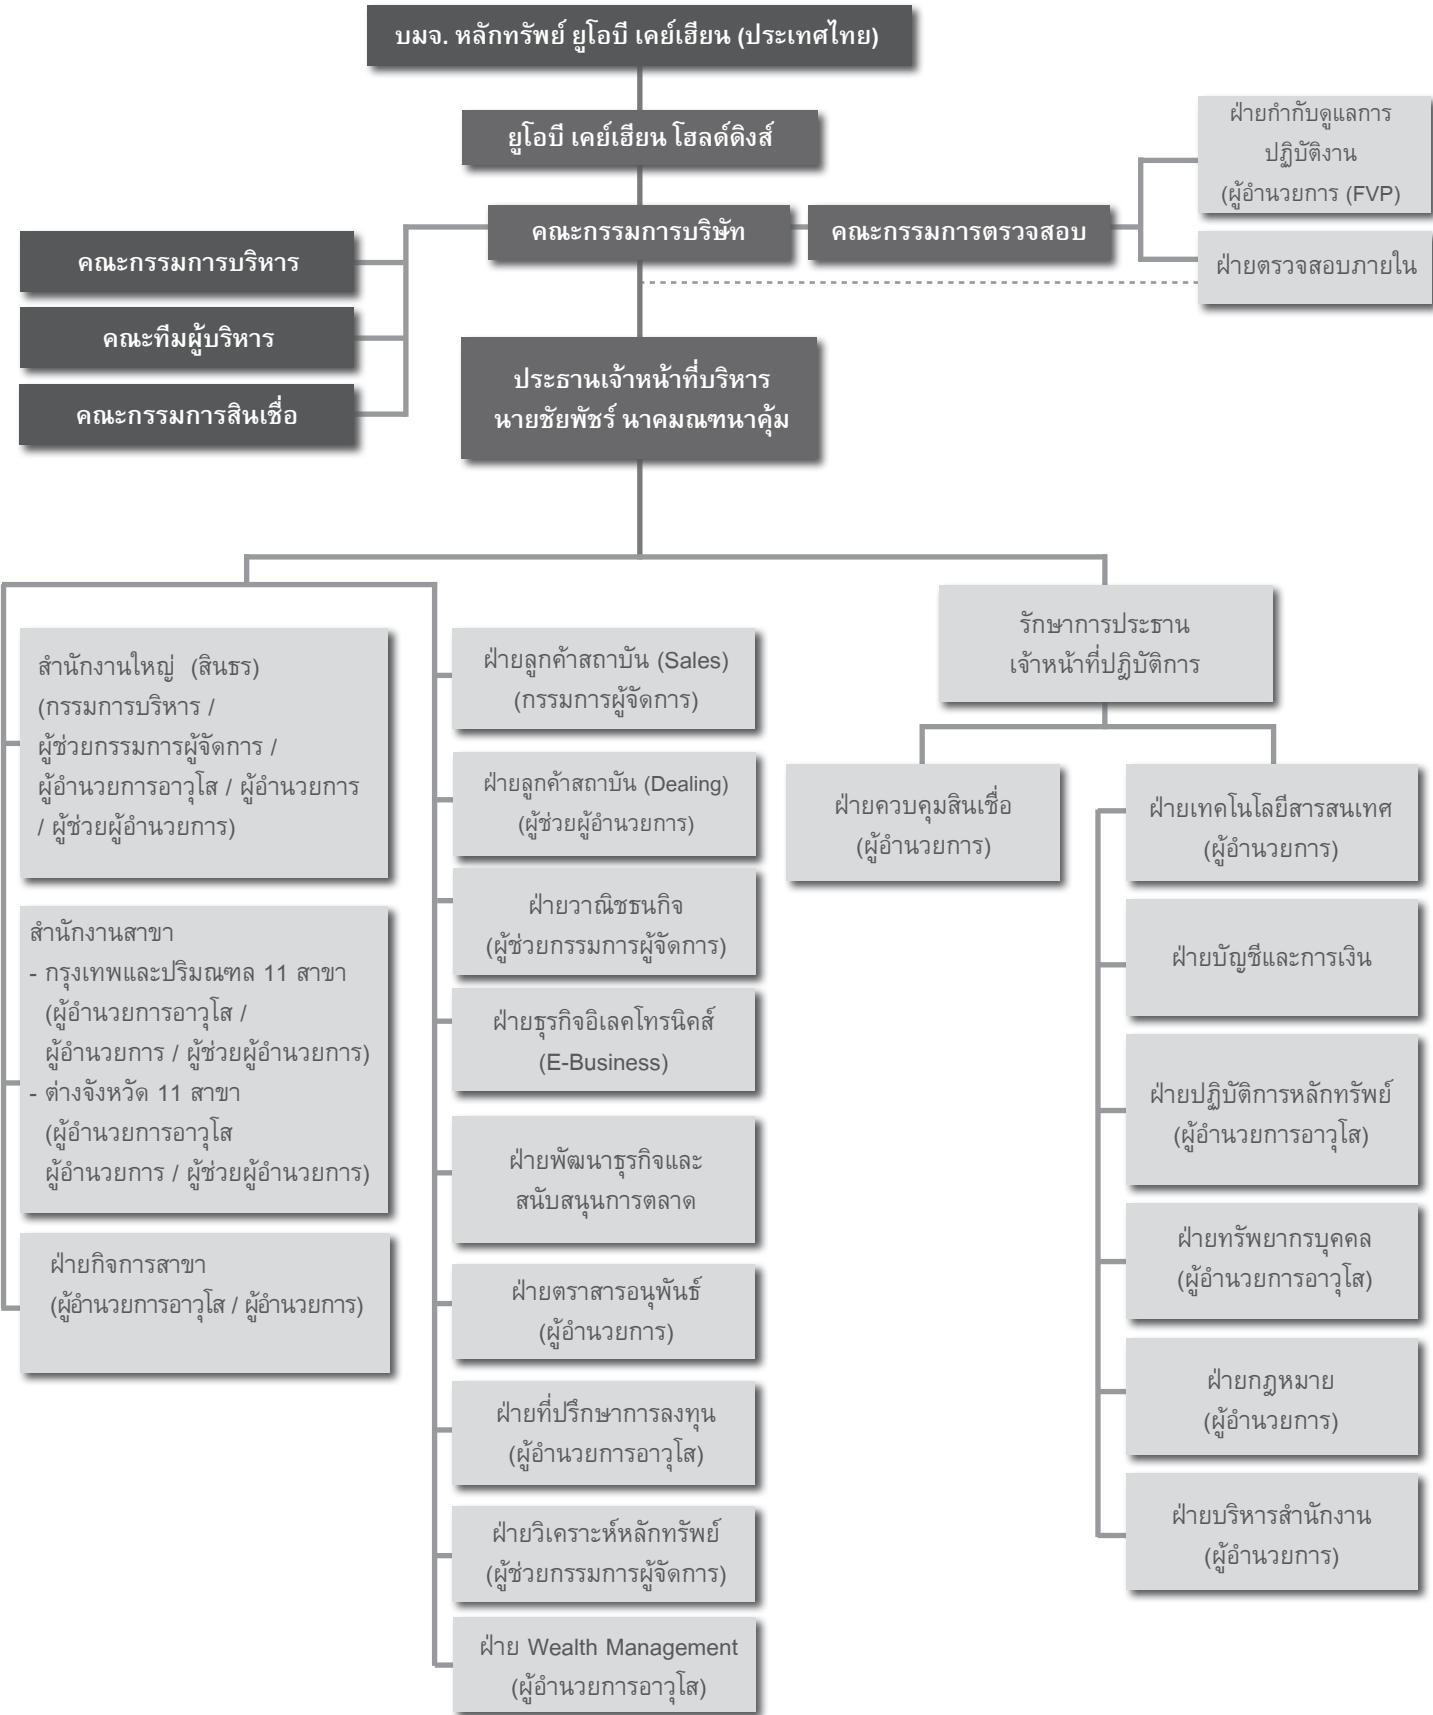 บมจ. หลักทรัพย์ ยูโอบี เคย์เฮียน (ประเทศไทย)
ยูโอบี เคย์เฮียน โฮลด์ดิงส์
ฝ่ายกำกับดูแลการ
ปฏิบัติงาน
(ผู้อำนวยการ (FVP)
คณะกรรมการบริษัท
คณะกรรมการตรวจสอบ
ฝ่ายตรวจสอบภายใน
คณะกรรมการบริหาร
คณะทีมผู้บริหาร
คณะกรรมการสินเชื่อ
ประธานเจ้าหน้าที่บริหาร
นายชัยพัชร์ นาคมณฑนาคุ้ม
สำนักงานใหญ่ (สินธร)
(กรรมการบริหาร /
ผู้ช่วยกรรมการผู้จัดการ /
ผู้อำนวยการอาวุโส / ผู้อำนวยการ
/ ผู้ช่วยผู้อำนวยการ)
สำนักงานสาขา
- กรุงเทพและปริมณฑล 11 สาขา
(ผู้อำนวยการอาวุโส /
ผู้อำนวยการ / ผู้ช่วยผู้อำนวยการ)
- ต่างจังหวัด 11 สาขา
(ผู้อำนวยการอาวุโส
ผู้อำนวยการ / ผู้ช่วยผู้อำนวยการ)
ฝ่ายกิจการสาขา
(ผู้อำนวยการอาวุโส / ผู้อำนวยการ)
ฝ่ายลูกค้าสถาบัน (Sales)
(กรรมการผู้จัดการ)
ฝ่ายลูกค้าสถาบัน (Dealing)
(ผู้ช่วยผู้อำนวยการ)
ฝ่ายวาณิชธนกิจ
(ผู้ช่วยกรรมการผู้จัดการ)
ฝ่ายธุรกิจอิเลคโทรนิคส์
(E-Business)
ฝ่ายพัฒนาธุรกิจและ
สนับสนุนการตลาด
ฝ่ายตราสารอนุพันธ์
(ผู้อำนวยการ)
ฝ่ายที่ปรึกษาการลงทุน
(ผู้อำนวยการอาวุโส)
ฝ่ายวิเคราะห์หลักทรัพย์
(ผู้ช่วยกรรมการผู้จัดการ)
ฝ่าย Wealth Management
(ผู้อำนวยการอาวุโส)
รักษาการประธาน
เจ้าหน้าที่ปฎิบัติการ
ฝ่ายควบคุมสินเชื่อ
(ผู้อำนวยการ)
ฝ่ายเทคโนโลยีสารสนเทศ
(ผู้อำนวยการ)
ฝ่ายบัญชีและการเงิน
ฝ่ายปฏิบัติการหลักทรัพย์
(ผู้อำนวยการอาวุโส)
ฝ่ายทรัพยากรบุคคล
(ผู้อำนวยการอาวุโส)
ฝ่ายกฎหมาย
(ผู้อำนวยการ)
ฝ่ายบริหารสำนักงาน
(ผู้อำนวยการ)